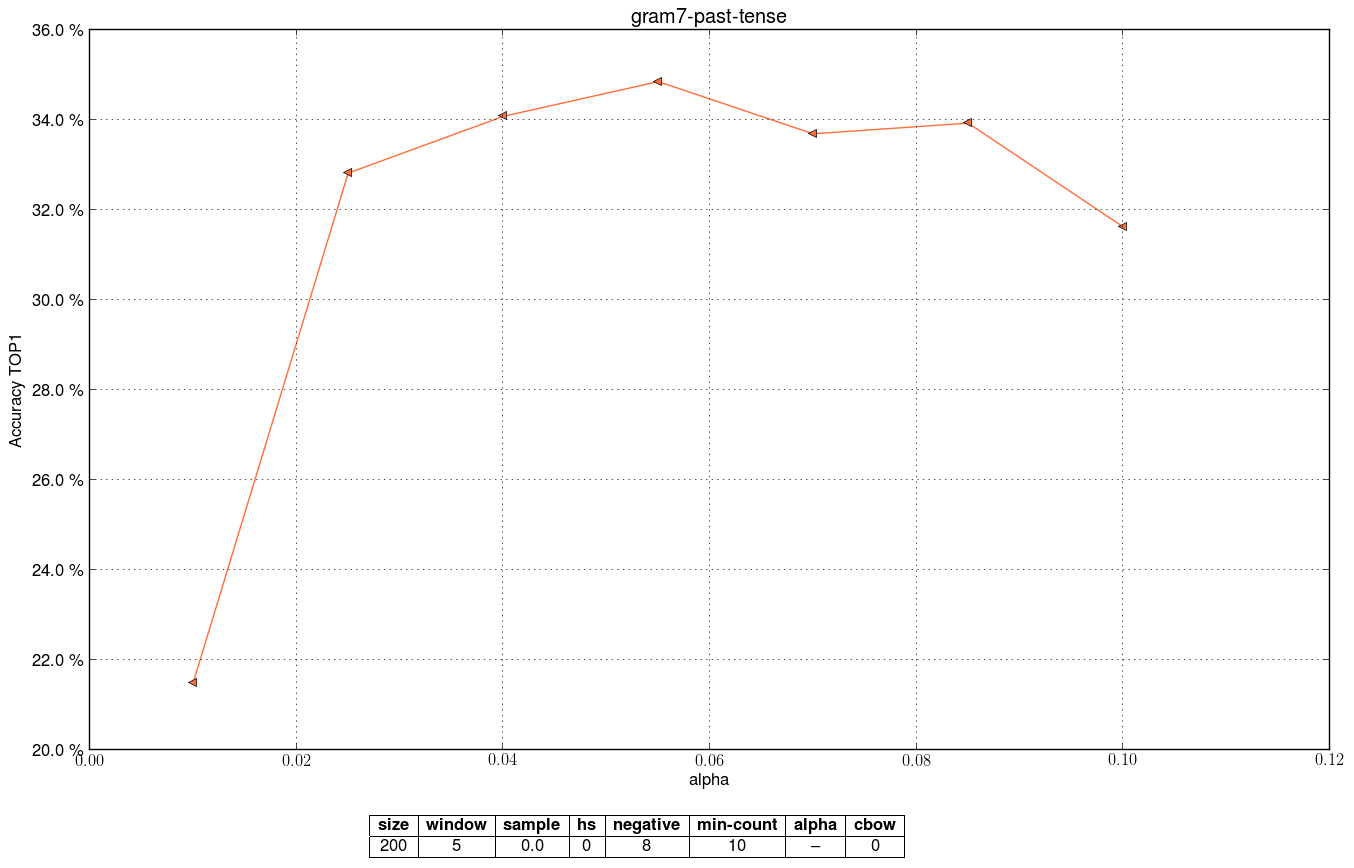 gram7-past-tense
36.0 %
34.0 %
32.0 %
30.0 %
28.0 %
26.0 %
24.0 %
22.0 %
20.0 %
Accuracy TOP1
0.00 0.02 0.04 0.06 0.08 0.10 0.12
alpha
size window sample hs negative min-count alpha cbow
200 5 0.0 0 8 10 – 0